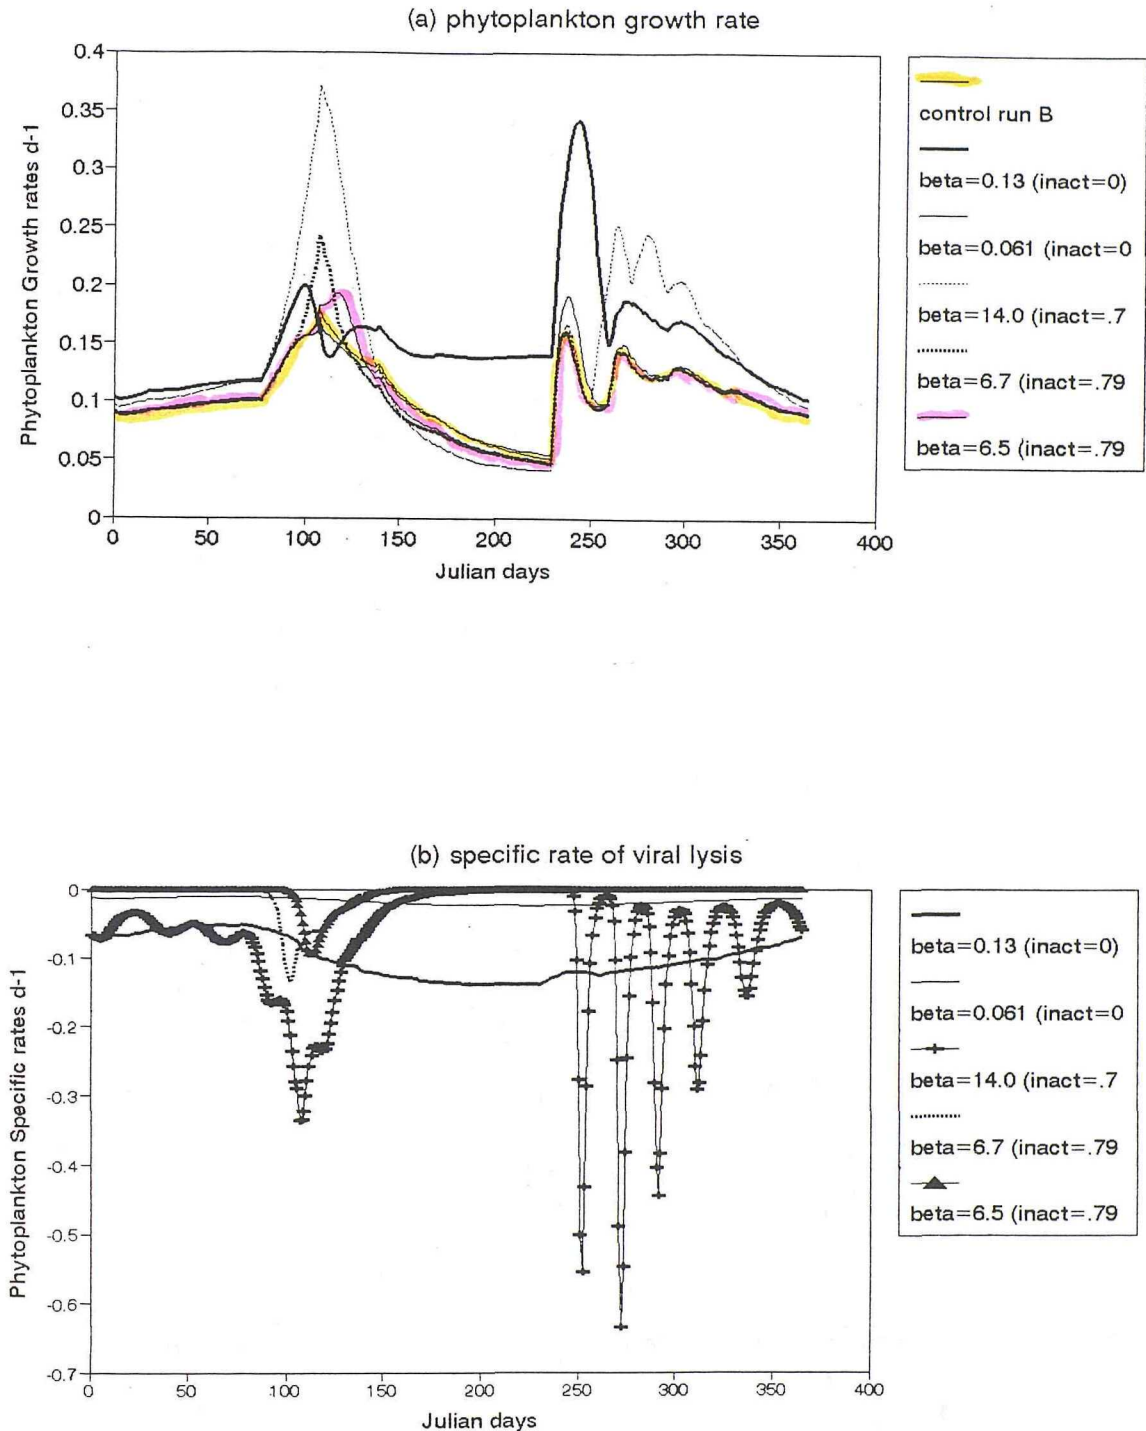 (a) phytoplankton growth rate
Phytoplankton Growth rates d-1
0.4
0.35
0.3
0.25
0.2
0.15
0.1
0.05
0
0 50 100 150 200 250 300 350 400
Julian days
control run B
beta=0.13 (inact=0)
beta=0.061 (inact=0
beta=14.0 (inact=.7
beta=6.7 (inact=.79
beta=6.5 (inact=.79
(b) specific rate of viral lysis
Phytoplankton Specific rates d-1
0
-0.1
-0.2
-0.3
-0.4
-0.5
-0.6
-0.7
0 50 100 150 200 250 300 350 400
Julian days
beta=0.13 (inact=0)
beta=0.061 (inact=0
beta=14.0 (inact=.7
beta=6.7 (inact=.79
beta=6.5 (inact=.79